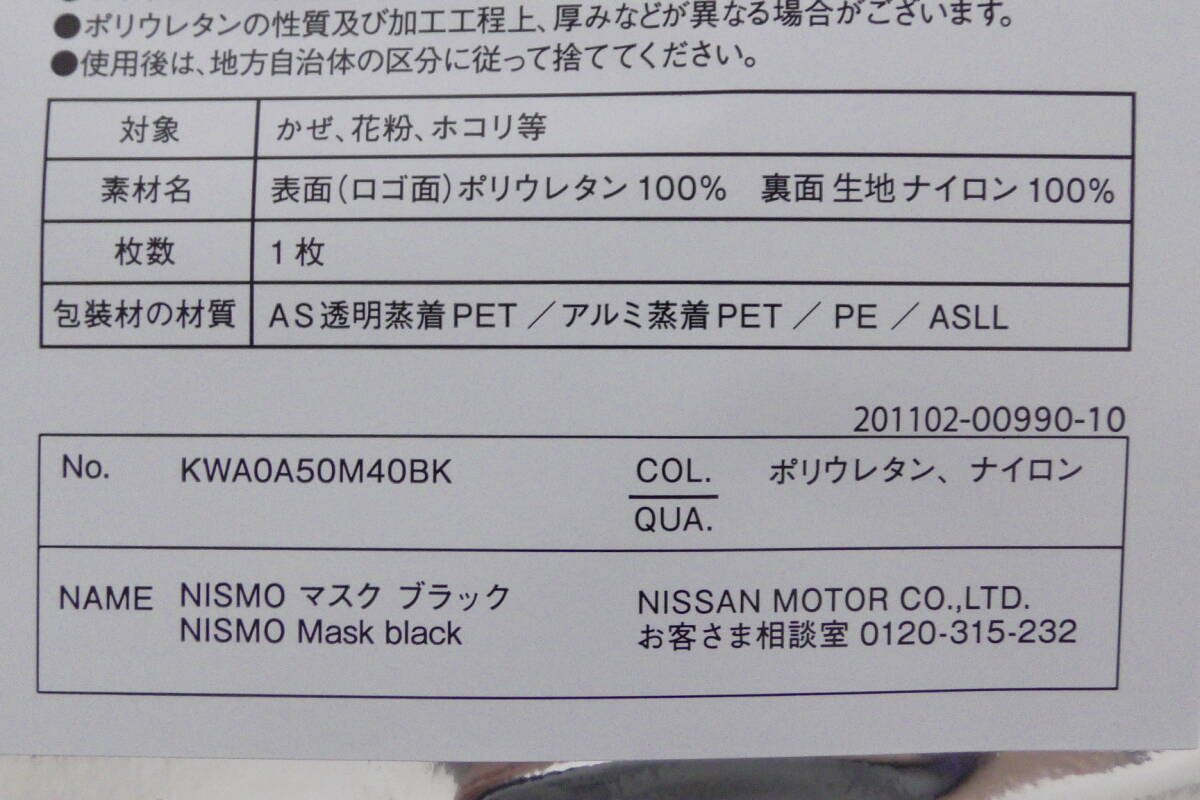 ●ポリウレタンの性質及び加工工程上、厚みなどが異なる場合がございます。
●使用後は、地方自治体の区分に従って捨ててください。
対象 かぜ、花粉、ホコリ等
素材名 表面(ロゴ面)ポリウレタン100% 裏面 生地 ナイロン100%
枚数 1枚
包装材の材質 AS透明蒸着PET／アルミ蒸着PET／PE／ASLL
201102-00990-10
No. KWA0A50M40BK COL. ポリウレタン、ナイロン
QUA.
NAME NISMO マスク ブラック NISSAN MOTOR CO.,LTD.
NISMO Mask black お客さま相談室 0120-315-232